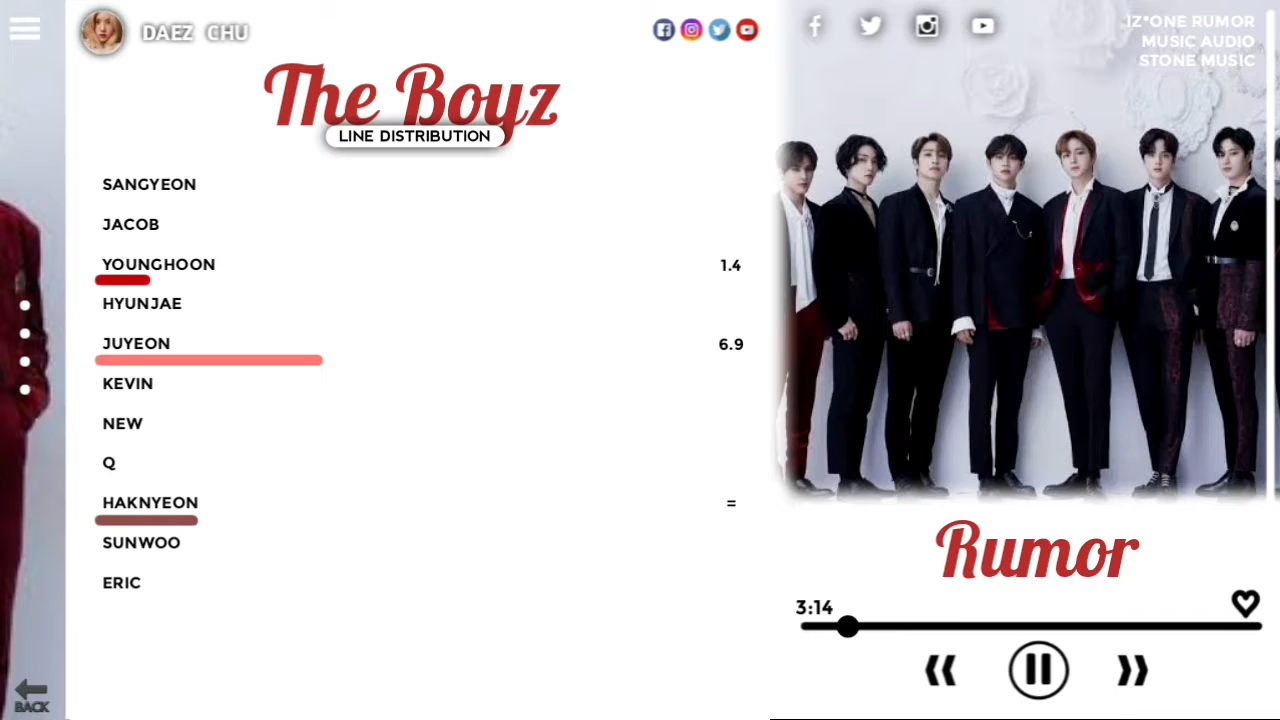 DAEZ CHU
The Boyz
LINE DISTRIBUTION
SANGYEON
JACOB
YOUNGHOON
1.4
HYUNJAE
JUYEON
6.9
KEVIN
NEW
Q
HAKNYEON
=
SUNWOO
ERIC
BACK
IZ*ONE RUMOR
MUSIC AUDIO
STONE MUSIC
Rumor
3:14